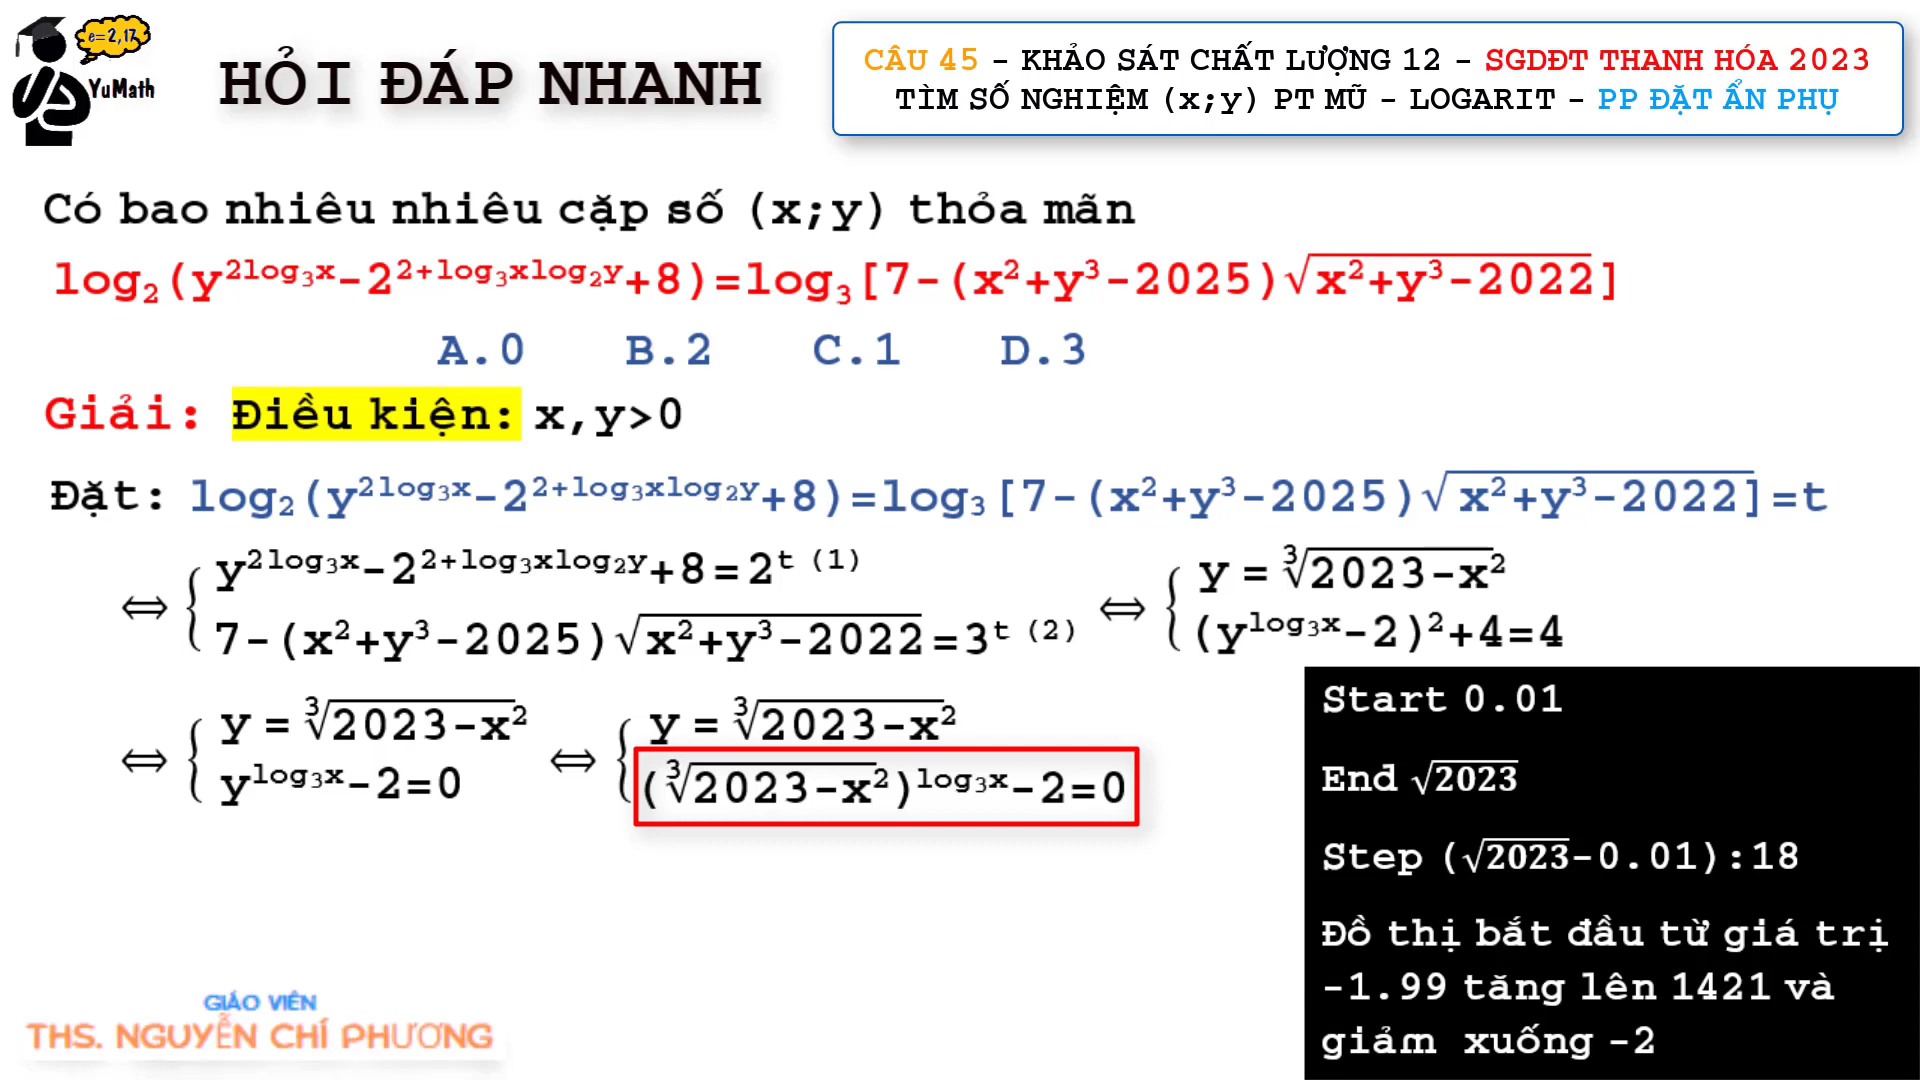 e=2,17
YuMath
HỎI ĐÁP NHANH
CÂU 45 - KHẢO SÁT CHẤT LƯỢNG 12 - SGDĐT THANH HÓA 2023
TÌM SỐ NGHIỆM (x;y) PT MŨ - LOGARIT - PP ĐẶT ẨN PHỤ
Có bao nhiêu nhiêu cặp số (x;y) thỏa mãn
log₂(y^{2log₃x}-2^{2+log₃xlog₂y}+8)=log₃[7-(x²+y³-2025)√(x²+y³-2022)]
A.0 B.2 C.1 D.3
Giải: Điều kiện: x,y>0
Đặt: log₂(y^{2log₃x}-2^{2+log₃xlog₂y}+8)=log₃[7-(x²+y³-2025)√(x²+y³-2022)]=t
⇔ { y^{2log₃x}-2^{2+log₃xlog₂y}+8=2^t (1)
7-(x²+y³-2025)√(x²+y³-2022)=3^t (2)
⇔ { y = ∛(2023-x²)
(y^{log₃x}-2)²+4=4
⇔ { y = ∛(2023-x²)
y^{log₃x}-2=0
⇔ { y = ∛(2023-x²)
(∛(2023-x²))^{log₃x}-2=0
Start 0.01
End √2023
Step (√2023-0.01):18
Đồ thị bắt đầu từ giá trị
-1.99 tăng lên 1421 và
giảm xuống -2
GIÁO VIÊN
THS. NGUYỄN CHÍ PHƯƠNG